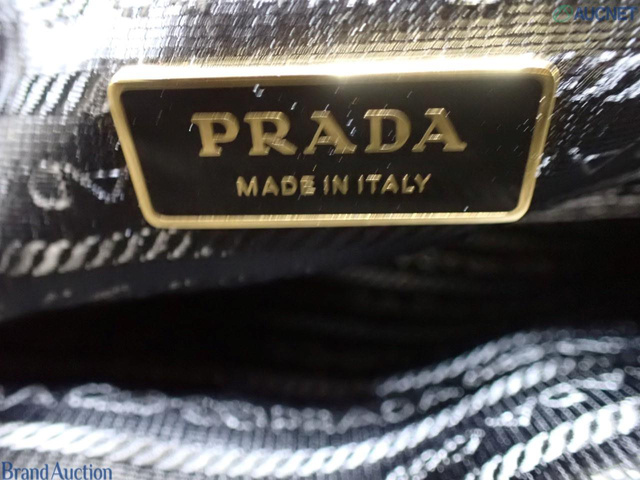 AUCNET
PRADA
MADE IN ITALY
Brand Auction